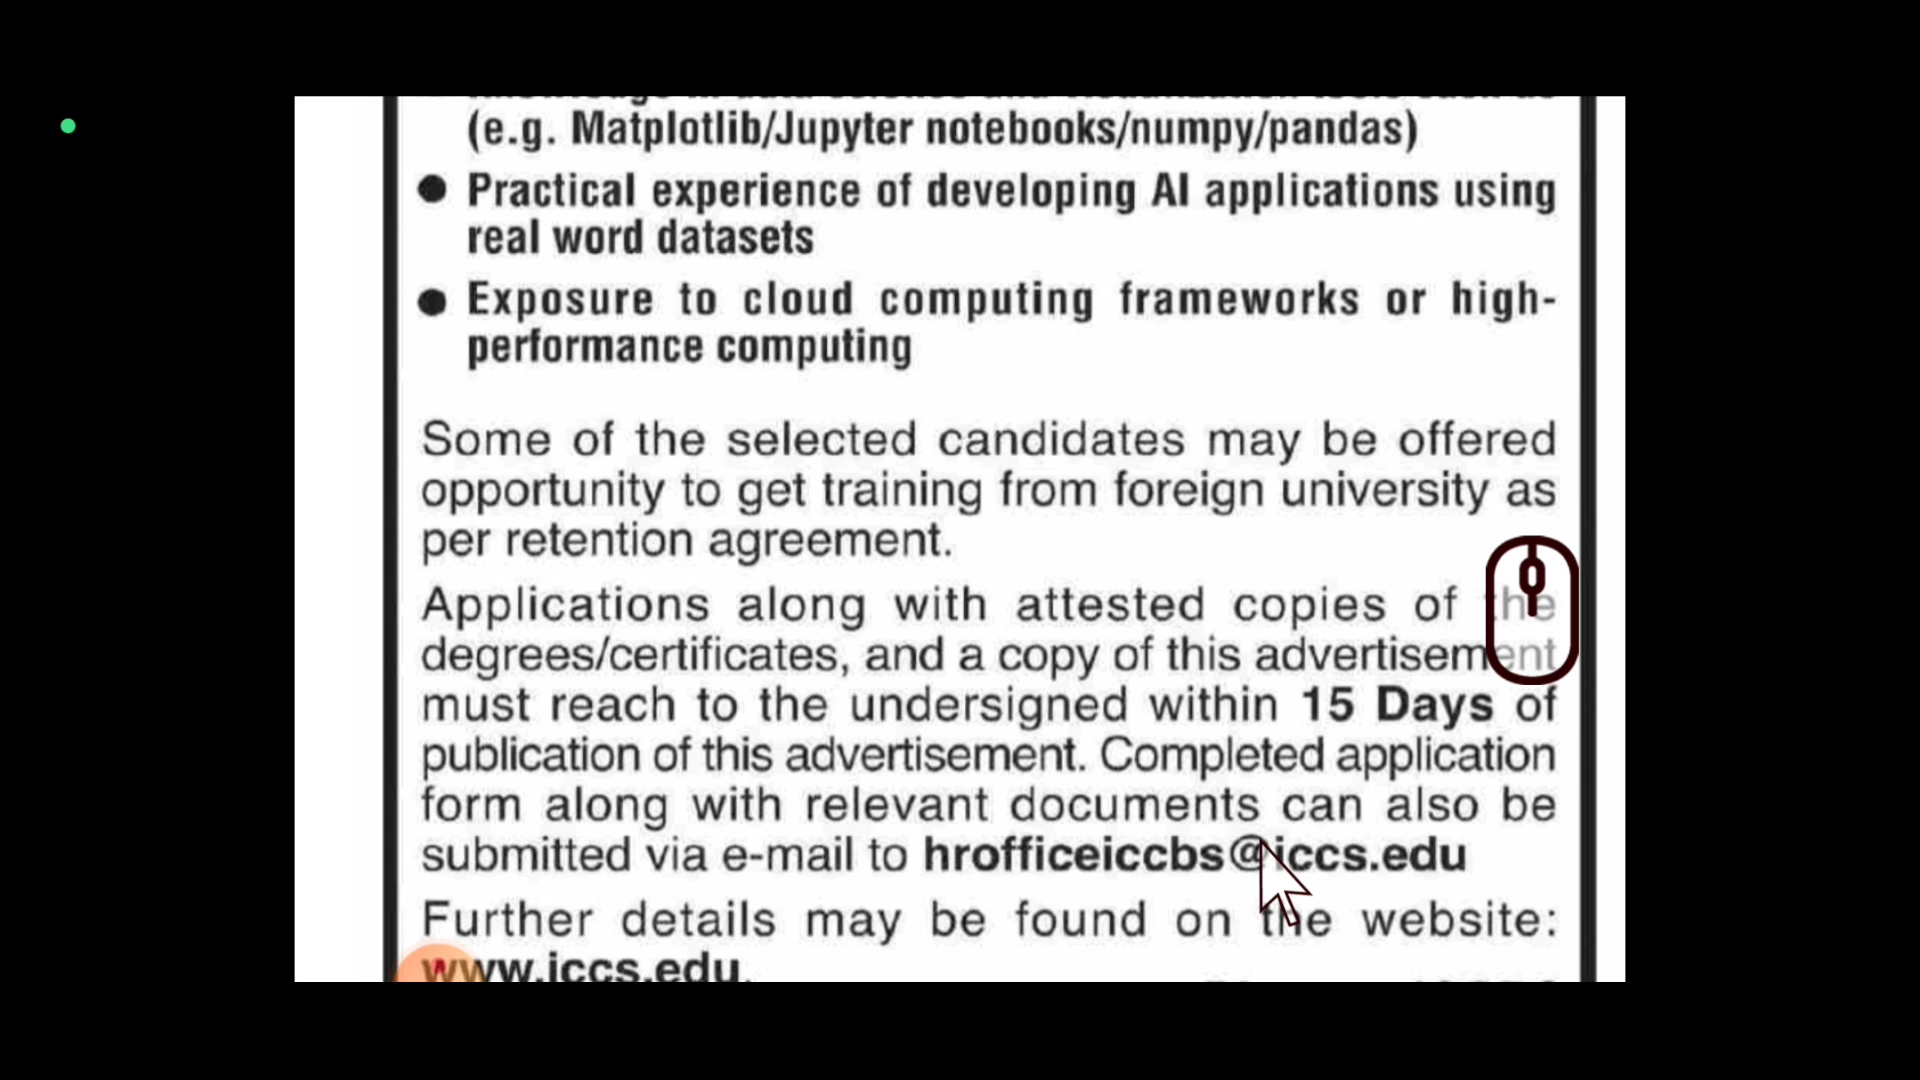 (e.g. Matplotlib/Jupyter notebooks/numpy/pandas)
● Practical experience of developing AI applications using
real word datasets
● Exposure to cloud computing frameworks or high-
performance computing
Some of the selected candidates may be offered
opportunity to get training from foreign university as
per retention agreement.
Applications along with attested copies of the
degrees/certificates, and a copy of this advertisement
must reach to the undersigned within 15 Days of
publication of this advertisement. Completed application
form along with relevant documents can also be
submitted via e-mail to hrofficeiccbs@iccs.edu
Further details may be found on the website:
www.iccs.edu.